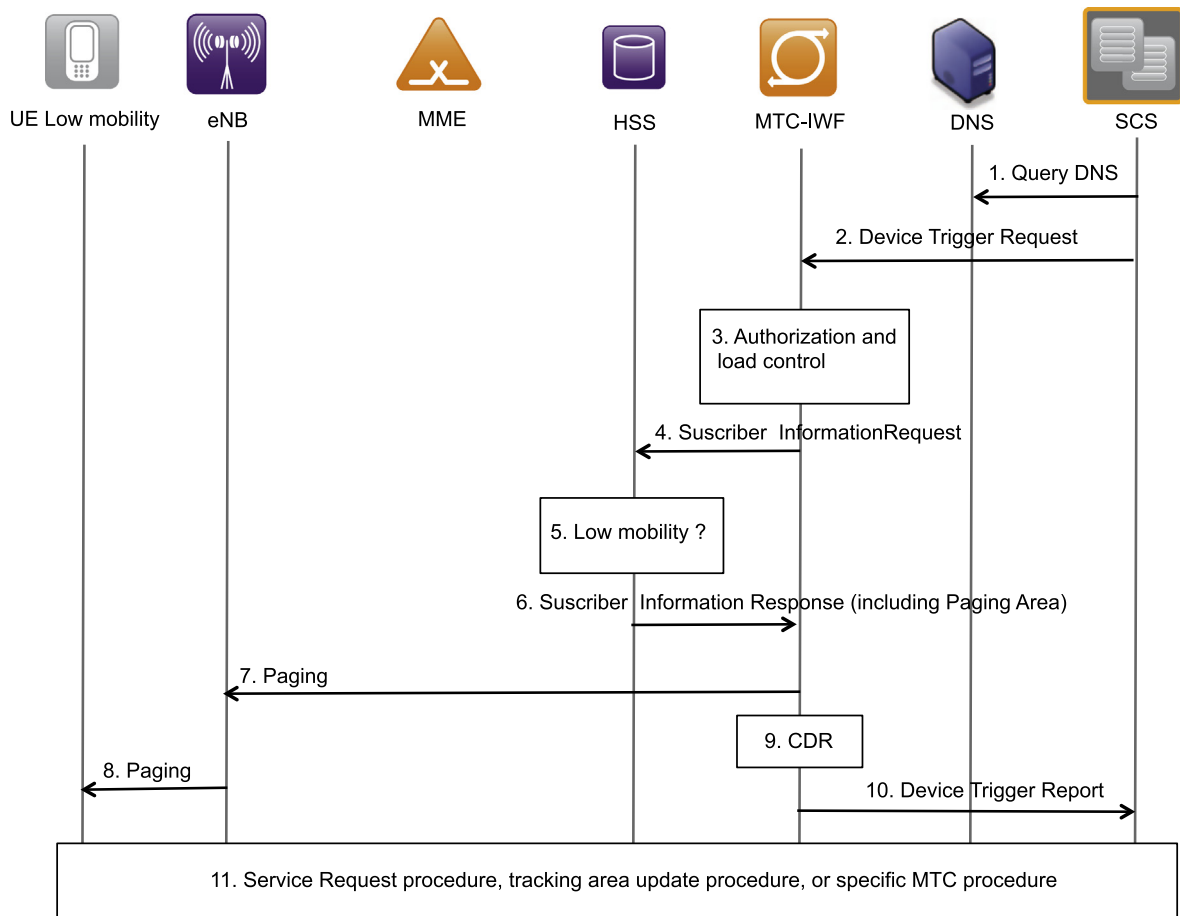 UE Low mobility
eNB
MME
HSS
MTC-IWF
DNS
SCS
1. Query DNS
2. Device Trigger Request
3. Authorization and
load control
4. Suscriber InformationRequest
5. Low mobility ?
6. Suscriber Information Response (including Paging Area)
7. Paging
9. CDR
8. Paging
10. Device Trigger Report
11. Service Request procedure, tracking area update procedure, or specific MTC procedure